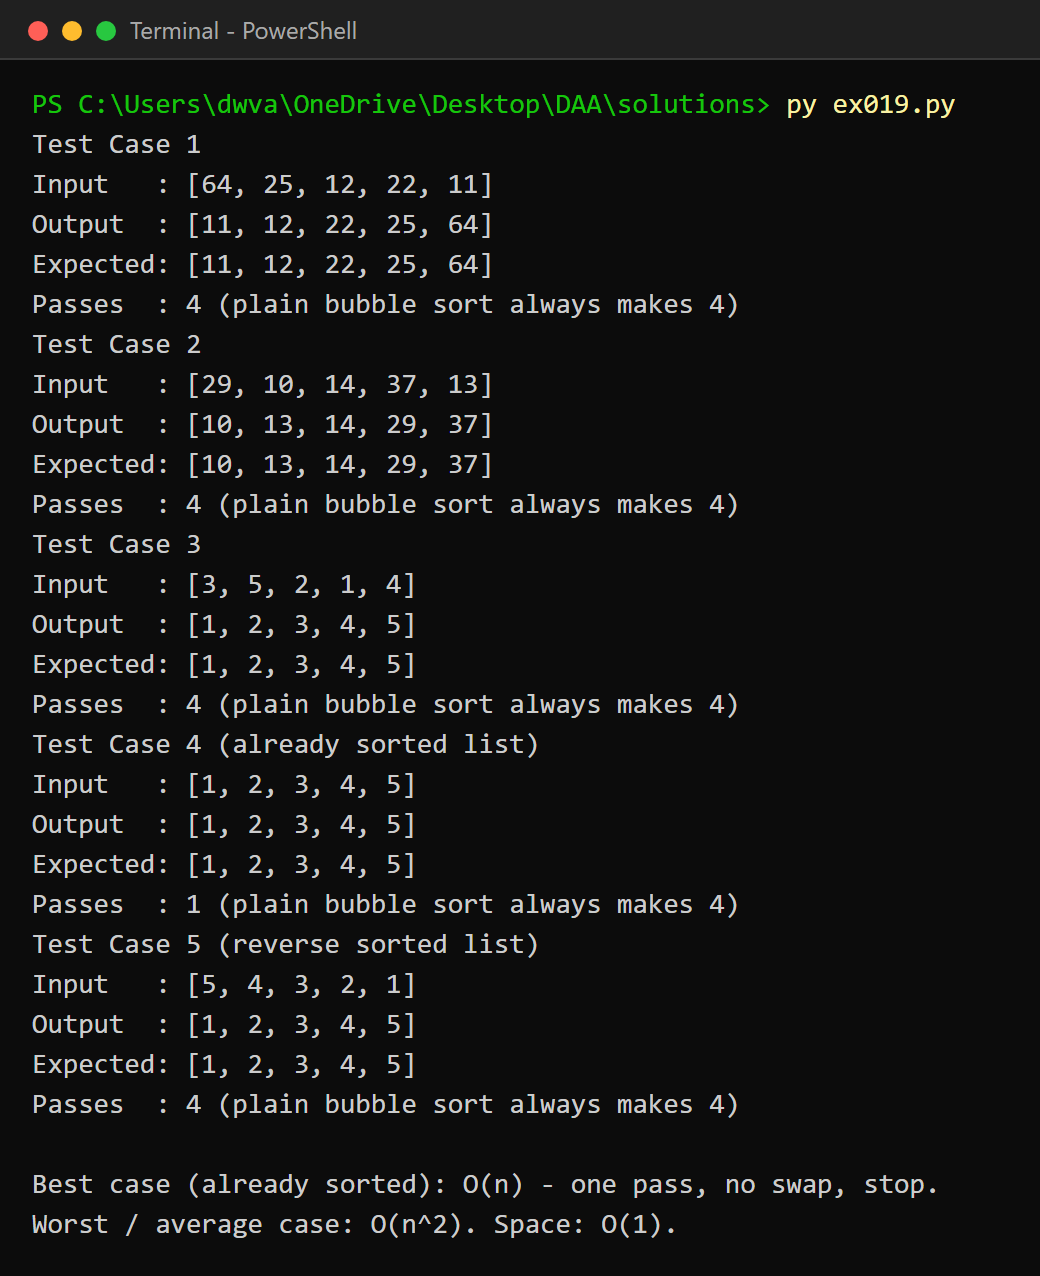 Terminal - PowerShell
PS C:\Users\dwva\OneDrive\Desktop\DAA\solutions> py ex019.py
Test Case 1
Input   : [64, 25, 12, 22, 11]
Output  : [11, 12, 22, 25, 64]
Expected: [11, 12, 22, 25, 64]
Passes  : 4 (plain bubble sort always makes 4)
Test Case 2
Input   : [29, 10, 14, 37, 13]
Output  : [10, 13, 14, 29, 37]
Expected: [10, 13, 14, 29, 37]
Passes  : 4 (plain bubble sort always makes 4)
Test Case 3
Input   : [3, 5, 2, 1, 4]
Output  : [1, 2, 3, 4, 5]
Expected: [1, 2, 3, 4, 5]
Passes  : 4 (plain bubble sort always makes 4)
Test Case 4 (already sorted list)
Input   : [1, 2, 3, 4, 5]
Output  : [1, 2, 3, 4, 5]
Expected: [1, 2, 3, 4, 5]
Passes  : 1 (plain bubble sort always makes 4)
Test Case 5 (reverse sorted list)
Input   : [5, 4, 3, 2, 1]
Output  : [1, 2, 3, 4, 5]
Expected: [1, 2, 3, 4, 5]
Passes  : 4 (plain bubble sort always makes 4)

Best case (already sorted): O(n) - one pass, no swap, stop.
Worst / average case: O(n^2). Space: O(1).